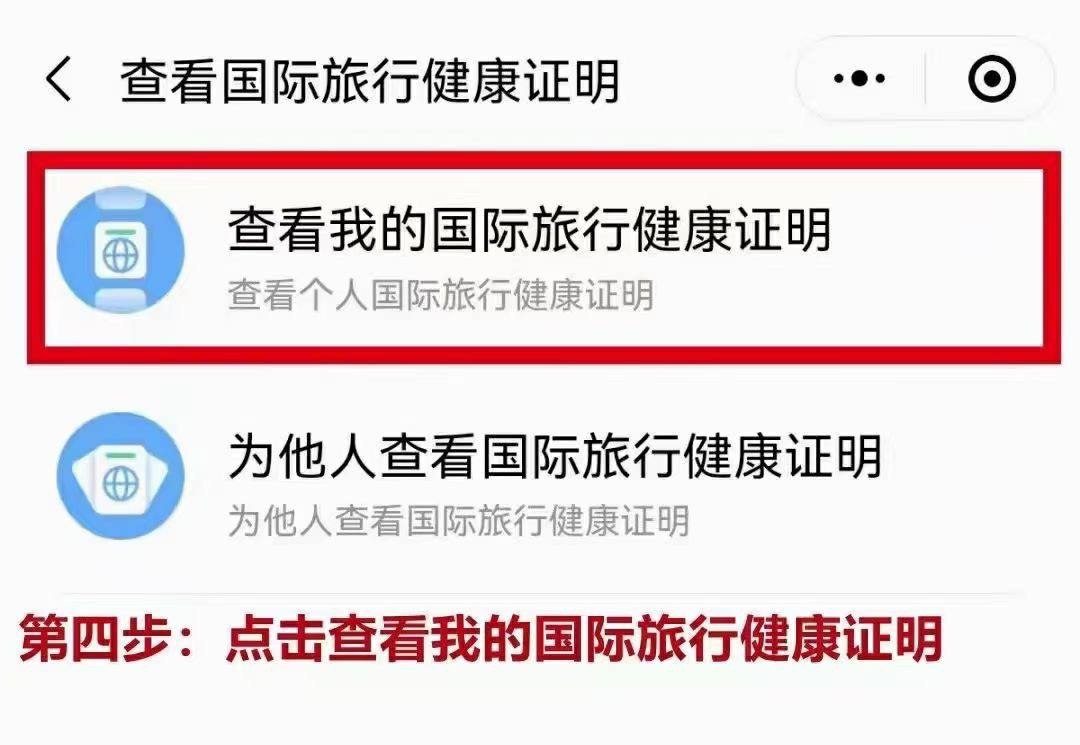 查看国际旅行健康证明
查看我的国际旅行健康证明
查看个人国际旅行健康证明
为他人查看国际旅行健康证明
为他人查看国际旅行健康证明
第四步：点击查看我的国际旅行健康证明